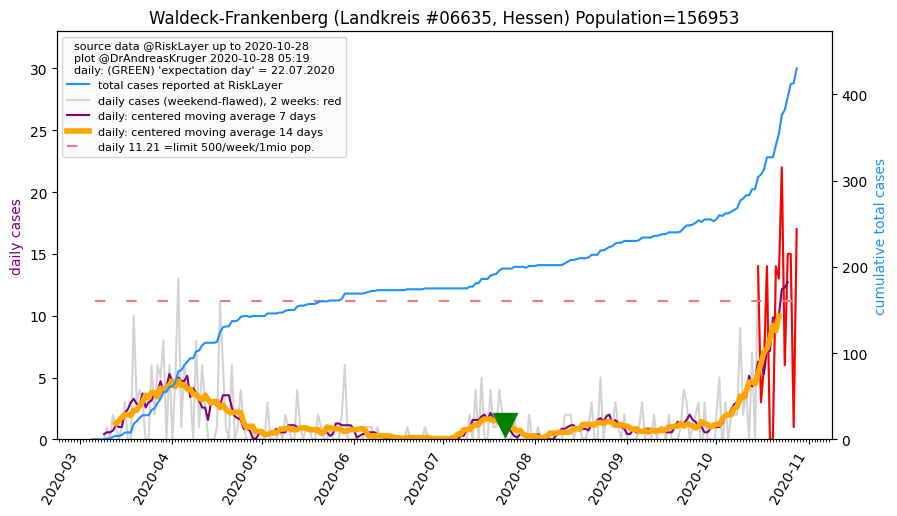 Waldeck-Frankenberg (Landkreis #06635, Hessen) Population=156953
source data @RiskLayer up to 2020-10-28
plot @DrAndreasKruger 2020-10-28 05:19
daily: (GREEN) 'expectation day' = 22.07.2020
total cases reported at RiskLayer
daily cases (weekend-flawed), 2 weeks: red
daily: centered moving average 7 days
daily: centered moving average 14 days
daily 11.21 =limit 500/week/1mio pop.
daily cases
30
25
20
15
10
5
0
cumulative total cases
400
300
200
100
0
2020-03
2020-04
2020-05
2020-06
2020-07
2020-08
2020-09
2020-10
2020-11